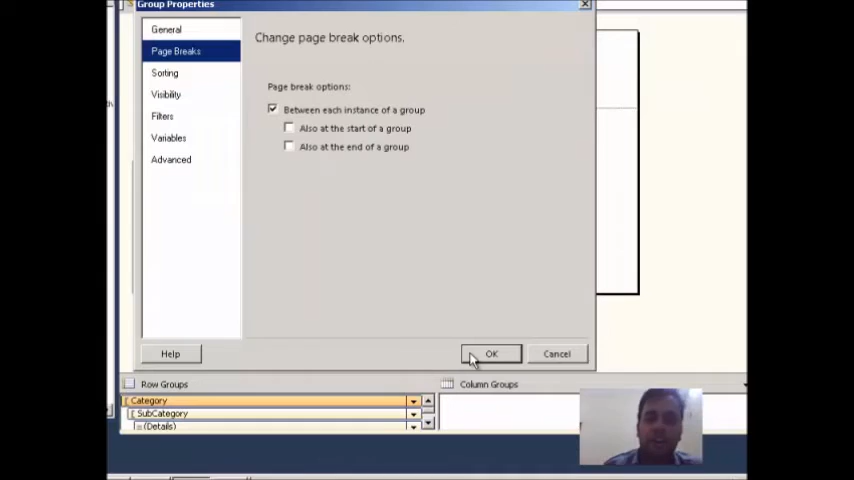 Group Properties
General
Page Breaks
Sorting
Visibility
Filters
Variables
Advanced
Change page break options.
Page break options:
Between each instance of a group
Also at the start of a group
Also at the end of a group
Help
OK
Cancel
Row Groups
Column Groups
[ Category
[ SubCategory
(Details)